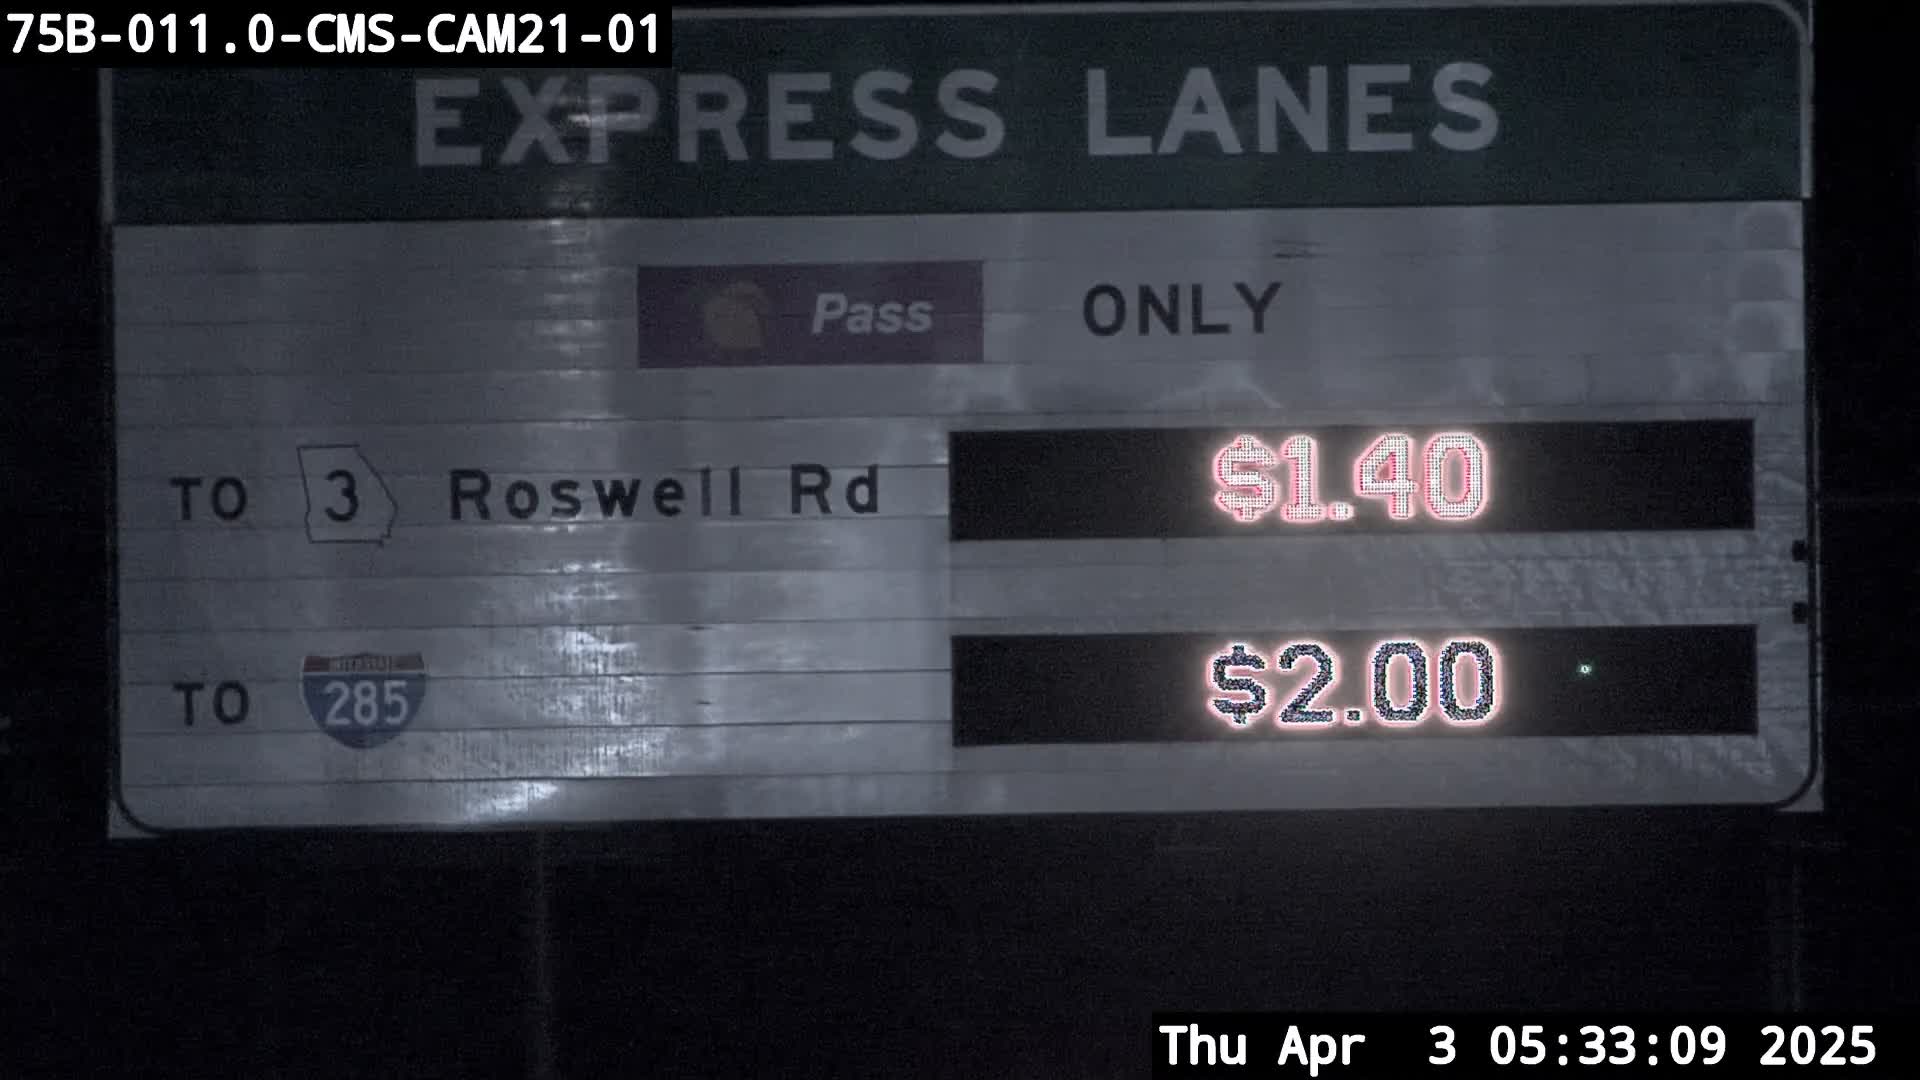 75B-011.0-CMS-CAM21-01
EXPRESS LANES
Pass ONLY
TO 3 Roswell Rd $1.40
INTERSTATE
TO 285 $2.00
Thu Apr 3 05:33:09 2025